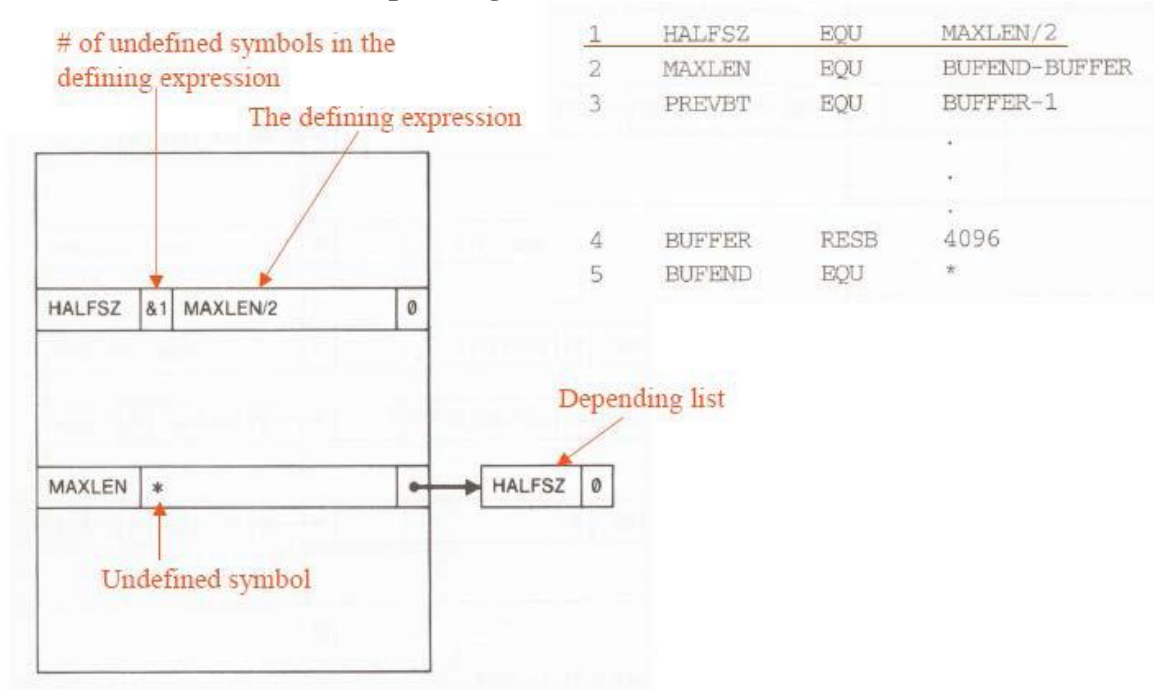 # of undefined symbols in the
defining expression
The defining expression
1 HALFSZ EQU MAXLEN/2
2 MAXLEN EQU BUFEND-BUFFER
3 PREVBT EQU BUFFER-1
.
.
.
4 BUFFER RESB 4096
5 BUFEND EQU *
HALFSZ &1 MAXLEN/2 0
Depending list
MAXLEN * HALFSZ 0
Undefined symbol